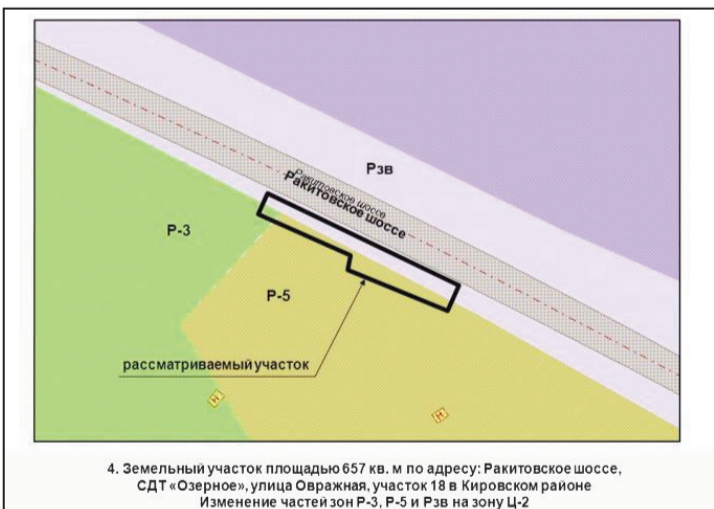 Рзв
Ракитовское шоссе
Ракитовское шоссе
Р-3
Р-5
рассматриваемый участок
Н
Н
4. Земельный участок площадью 657 кв. м по адресу: Ракитовское шоссе,
СДТ «Озерное», улица Овражная, участок 18 в Кировском районе
Изменение частей зон Р-3, Р-5 и Рзв на зону Ц-2